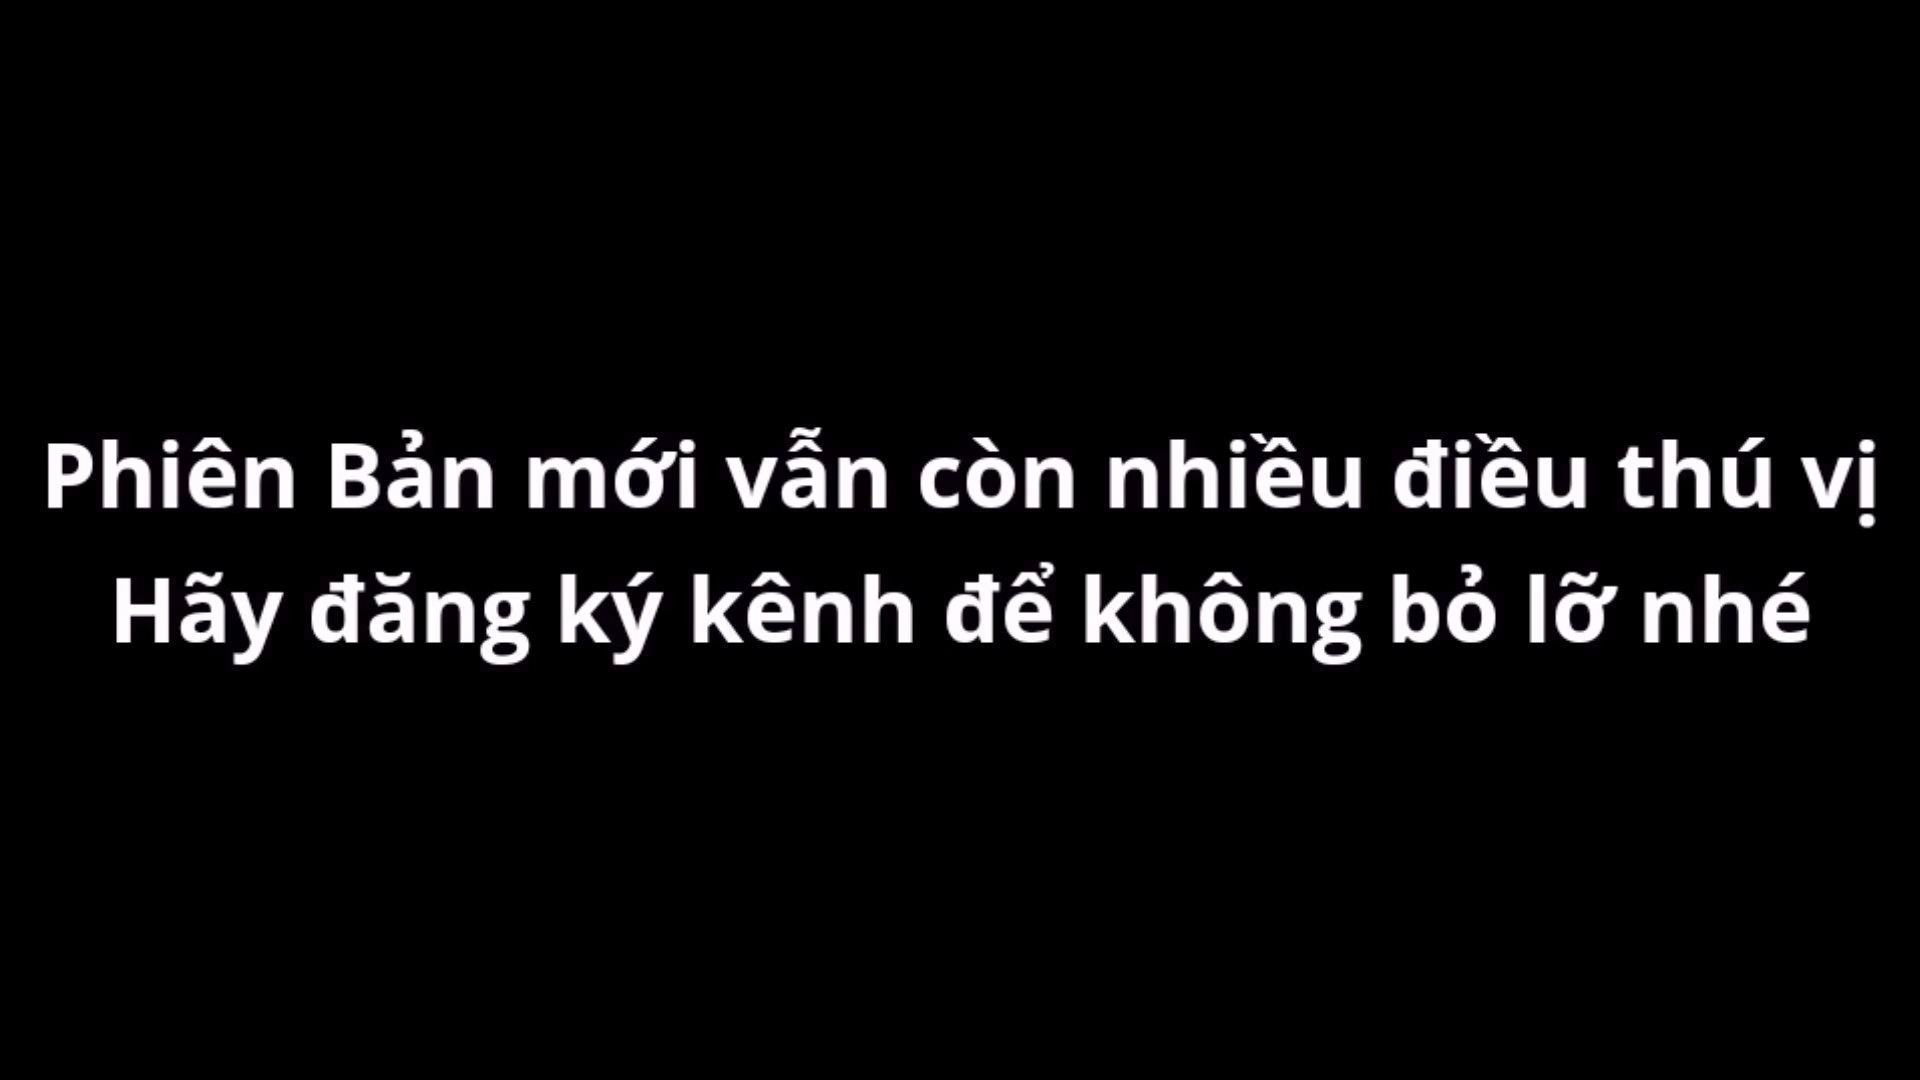 Phiên Bản mới vẫn còn nhiều điều thú vị
Hãy đăng ký kênh để không bỏ lỡ nhé